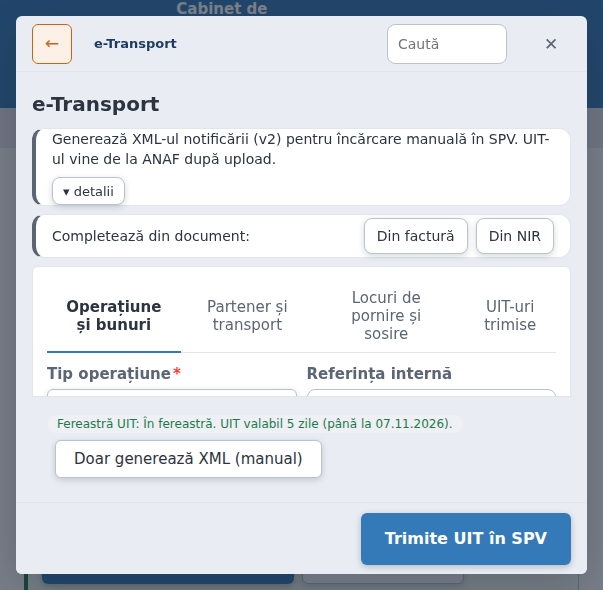 Cabinet de
←
e-Transport
Caută
✕
e-Transport
Generează XML-ul notificării (v2) pentru încărcare manuală în SPV. UIT-
ul vine de la ANAF după upload.
▾ detalii
Completează din document:
Din factură
Din NIR
Operațiune
și bunuri
Partener și
transport
Locuri de
pornire și
sosire
UIT-uri
trimise
Tip operațiune*
Referința internă
Fereastră UIT: În fereastră. UIT valabil 5 zile (până la 07.11.2026).
Doar generează XML (manual)
Trimite UIT în SPV